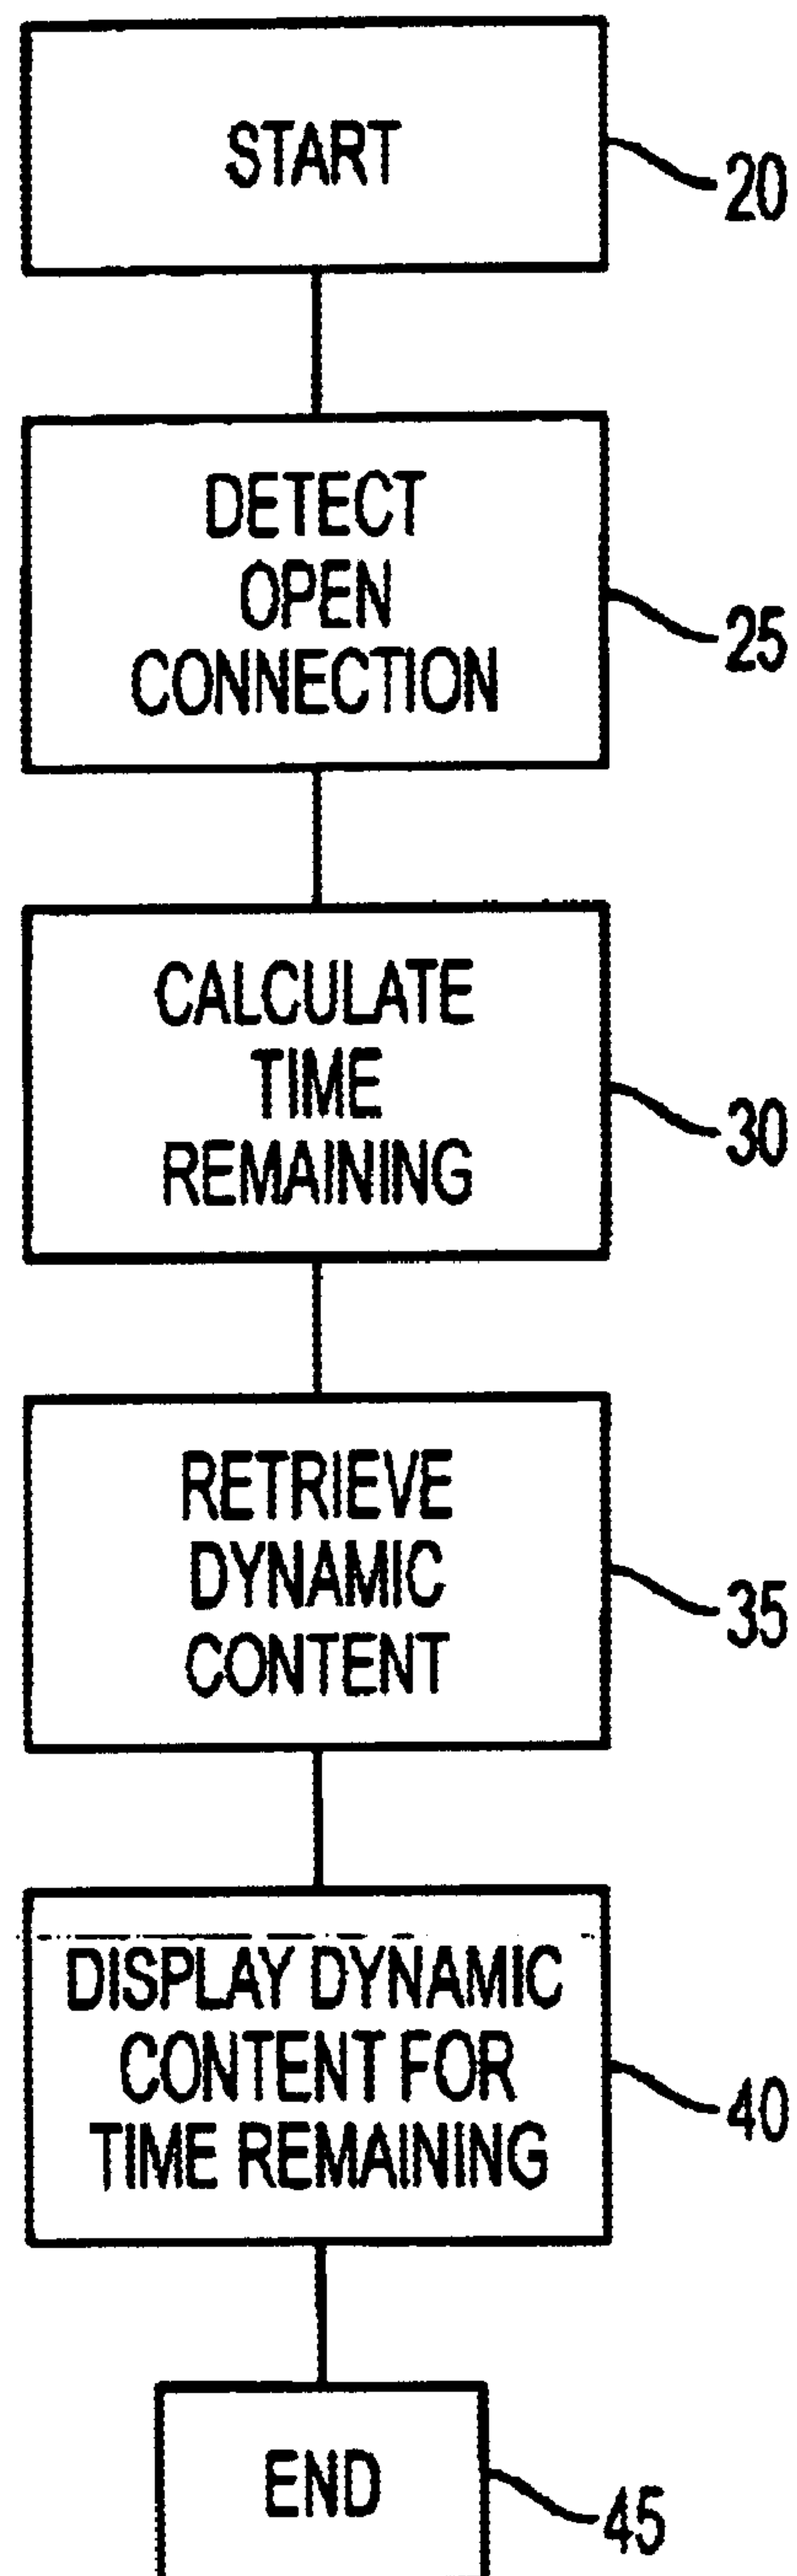 START
20
DETECT
OPEN
CONNECTION
25
CALCULATE
TIME
REMAINING
30
RETRIEVE
DYNAMIC
CONTENT
35
DISPLAY DYNAMIC
CONTENT FOR
TIME REMAINING
40
END
45